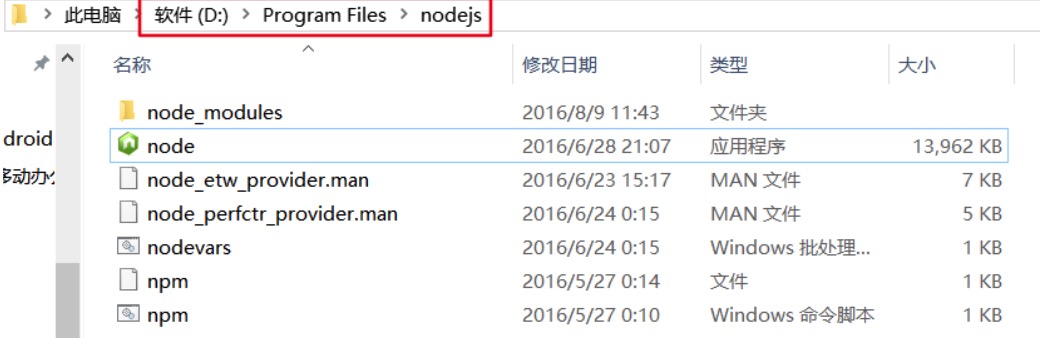 此电脑 软件 (D:) Program Files nodejs
名称 修改日期 类型 大小
node_modules 2016/8/9 11:43 文件夹
droid node 2016/6/28 21:07 应用程序 13,962 KB
移动办公 node_etw_provider.man 2016/6/23 15:17 MAN 文件 7 KB
node_perfctr_provider.man 2016/6/24 0:15 MAN 文件 5 KB
nodevars 2016/6/24 0:15 Windows 批处理... 1 KB
npm 2016/5/27 0:14 文件 1 KB
npm 2016/5/27 0:10 Windows 命令脚本 1 KB